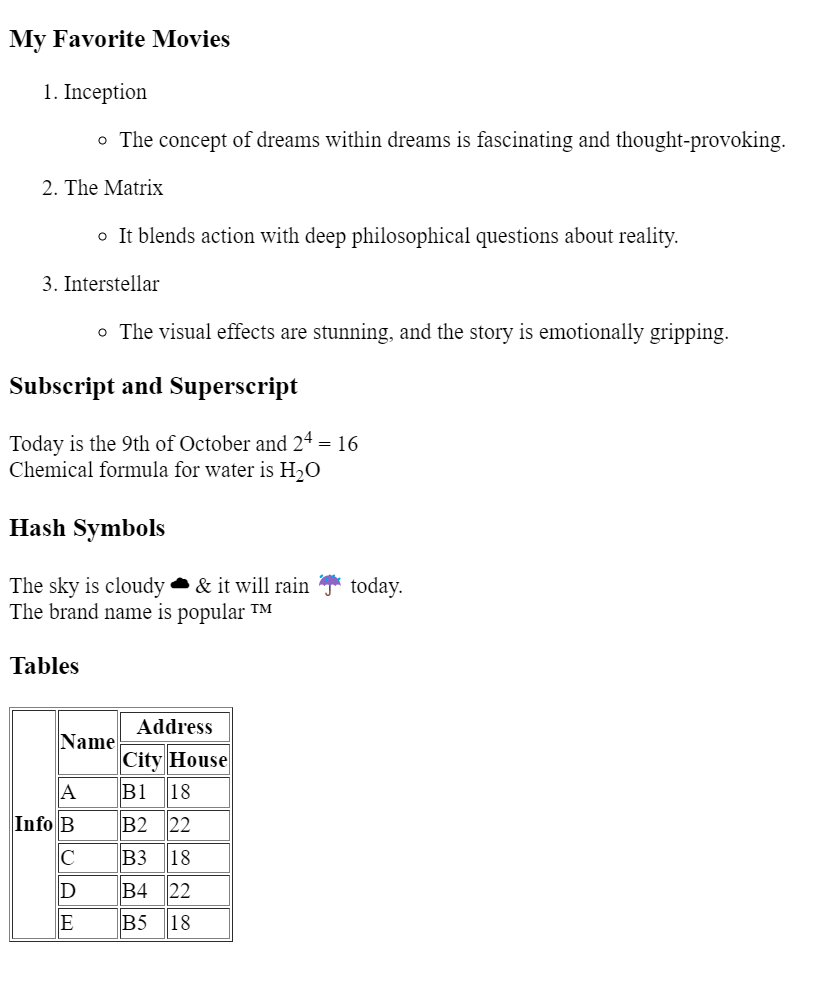 My Favorite Movies
1. Inception
○ The concept of dreams within dreams is fascinating and thought-provoking.
2. The Matrix
○ It blends action with deep philosophical questions about reality.
3. Interstellar
○ The visual effects are stunning, and the story is emotionally gripping.
Subscript and Superscript
Today is the 9th of October and 2⁴ = 16
Chemical formula for water is H₂O
Hash Symbols
The sky is cloudy ☁ & it will rain ☔ today.
The brand name is popular ™
Tables
Info Name Address
City House
A B1 18
B B2 22
C B3 18
D B4 22
E B5 18